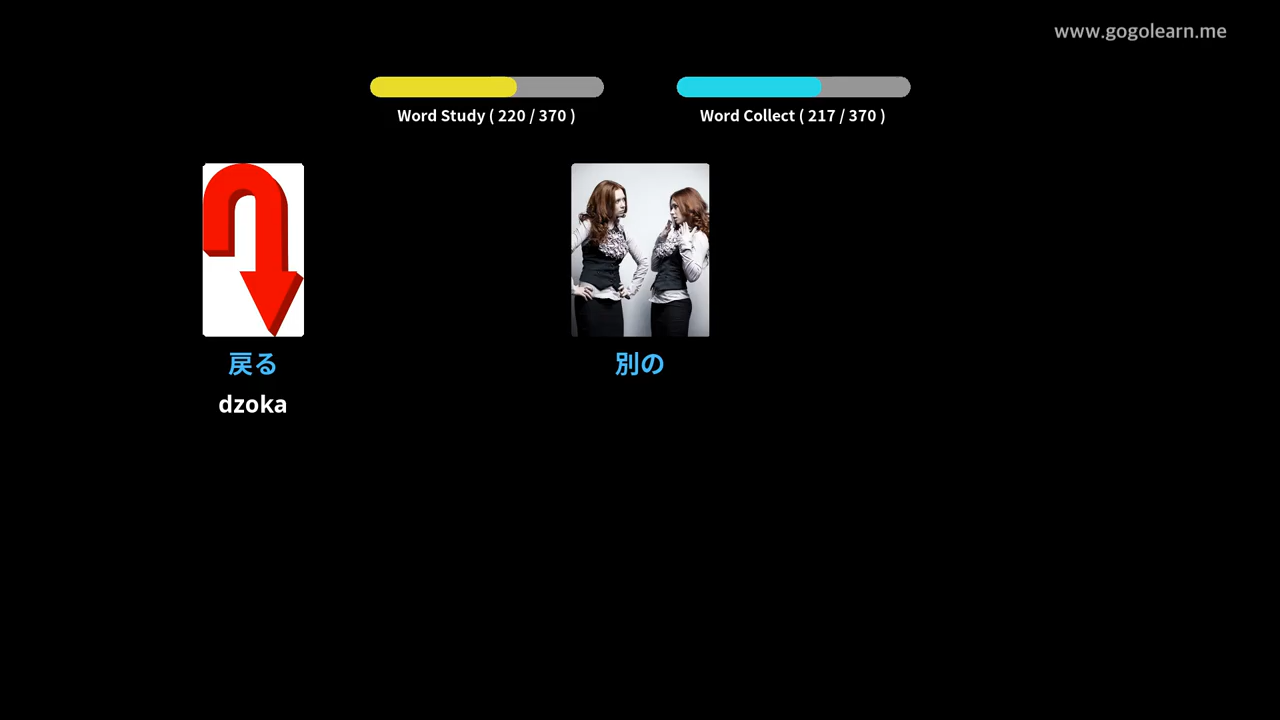 www.gogolearn.me
Word Study ( 220 / 370 )
Word Collect ( 217 / 370 )
戻る
別の
dzoka